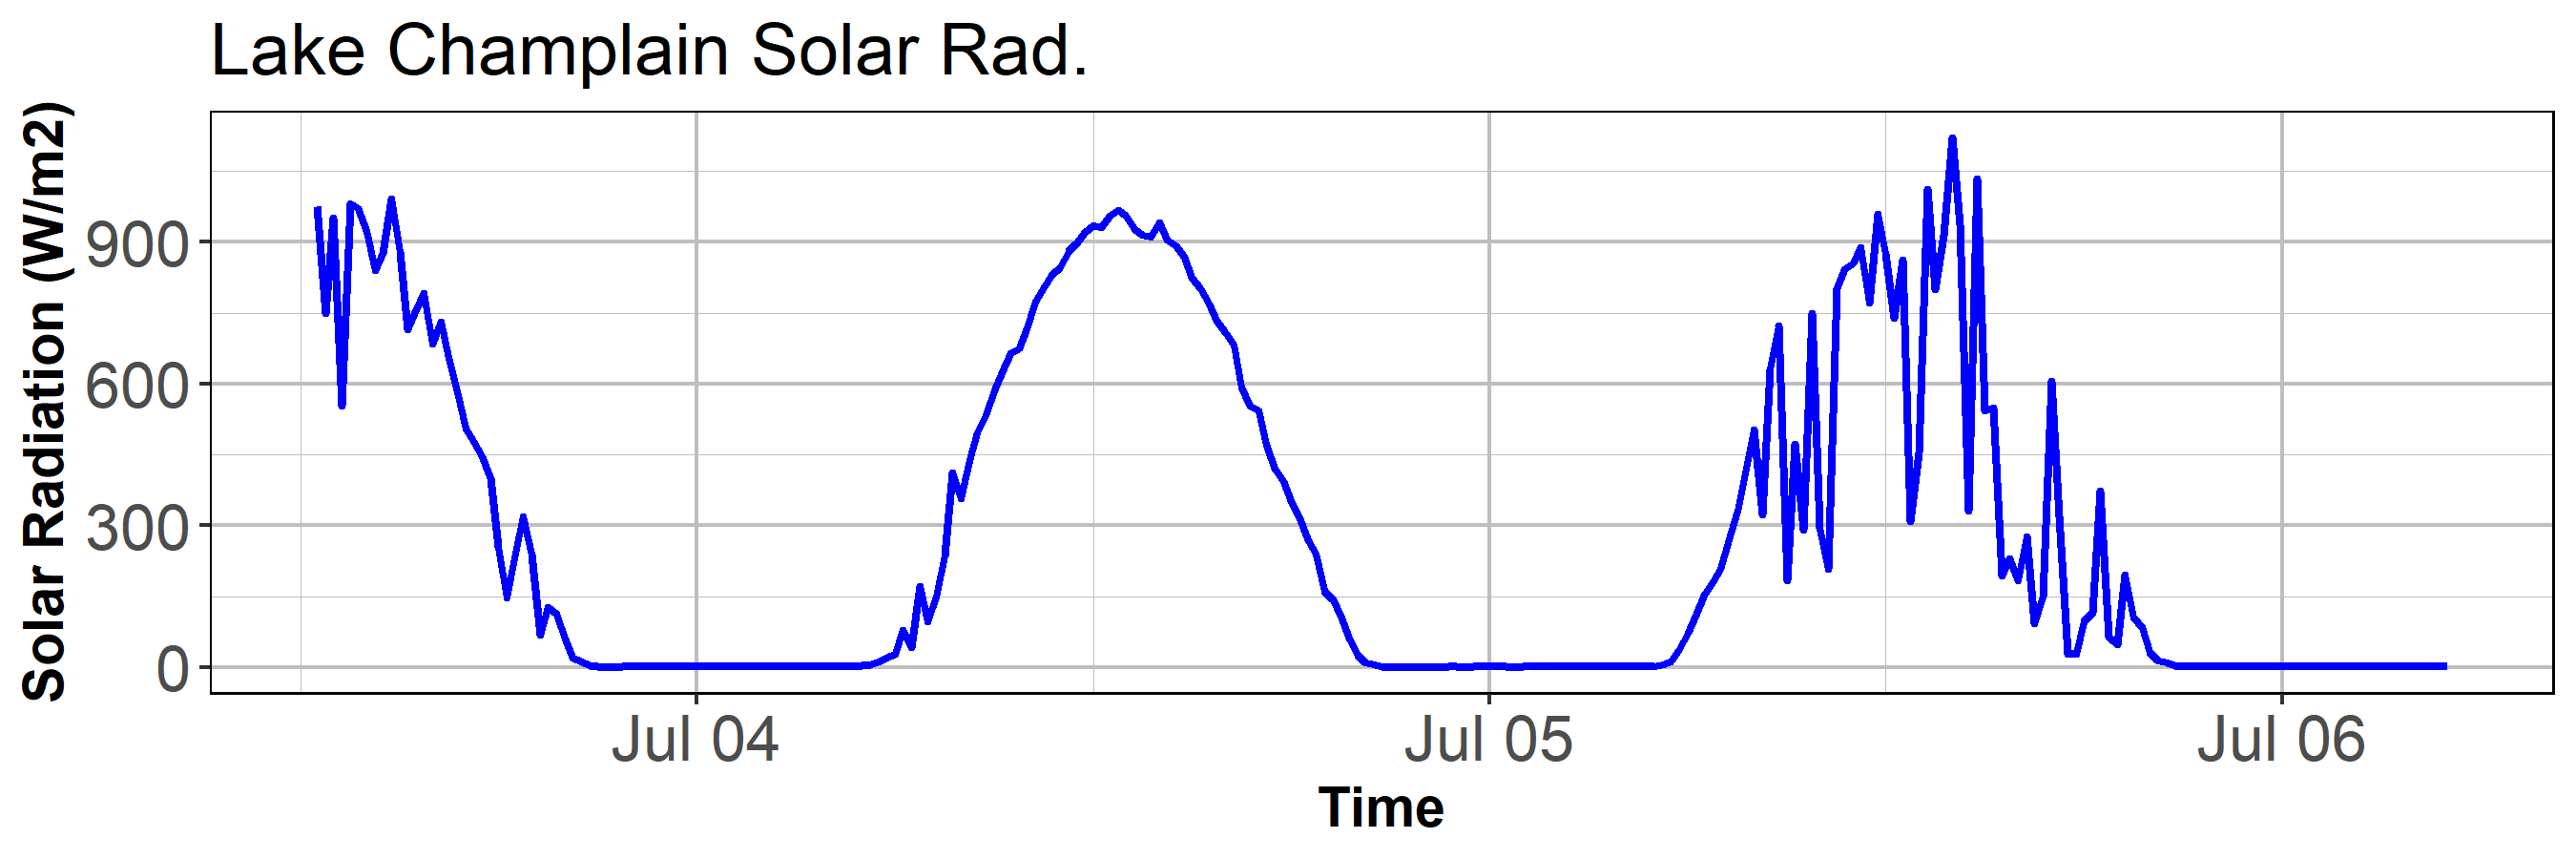 Lake Champlain Solar Rad.
Solar Radiation (W/m2)
900
600
300
0
Jul 04 Jul 05 Jul 06
Time